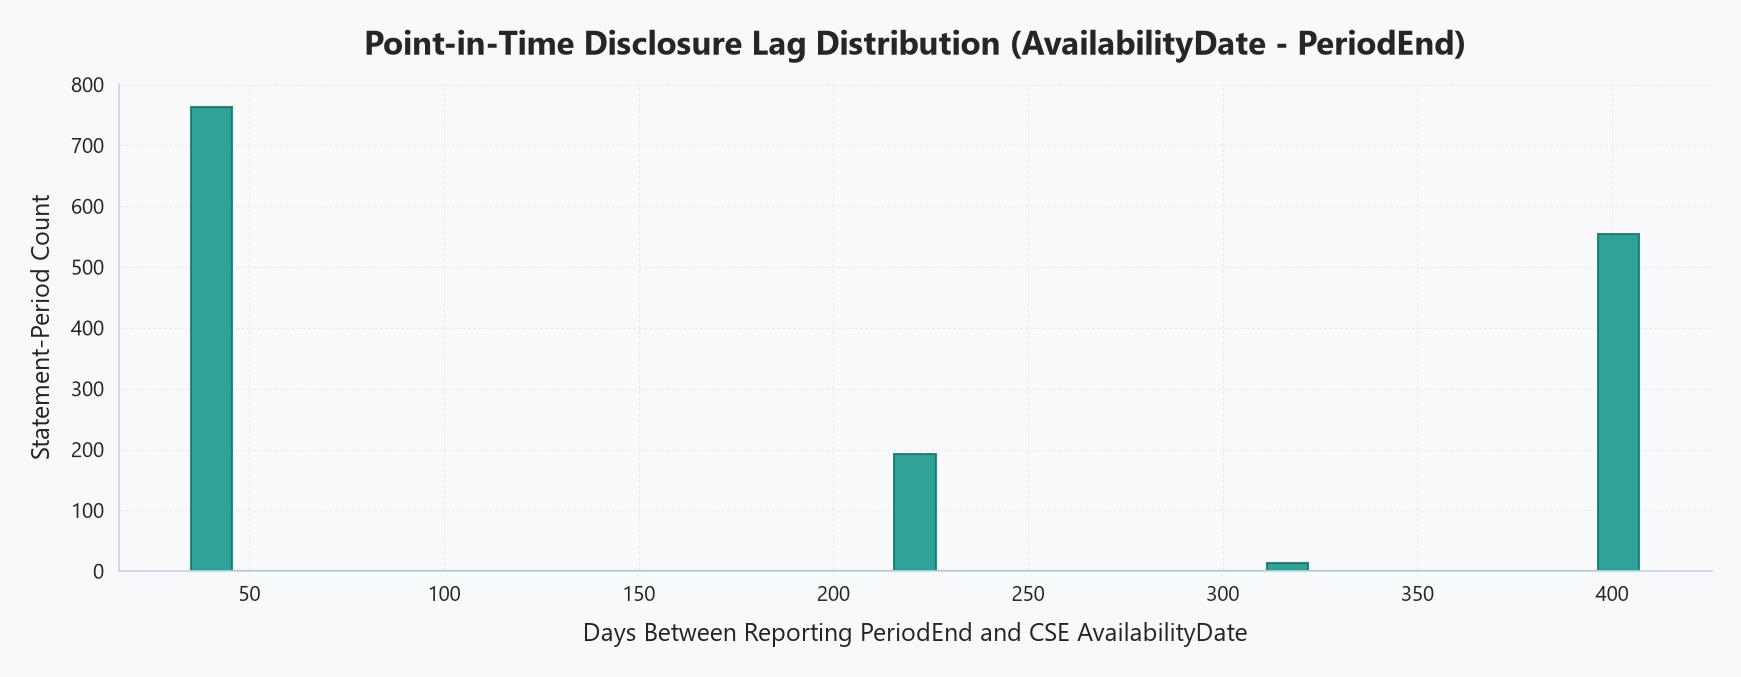 Point-in-Time Disclosure Lag Distribution (AvailabilityDate - PeriodEnd)
800
700
600
500
400
300
200
100
0
Statement-Period Count
50 100 150 200 250 300 350 400
Days Between Reporting PeriodEnd and CSE AvailabilityDate